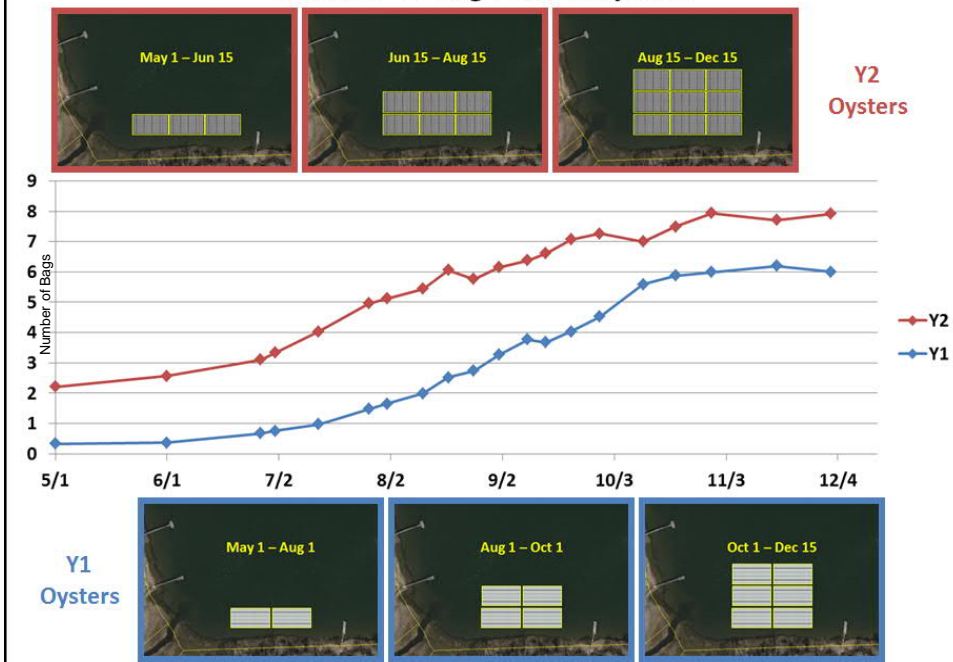 May 1 – Jun 15
Jun 15 – Aug 15
Aug 15 – Dec 15
Y2
Oysters
9
8
7
6
5
4
3
2
1
0
Number of Bags
5/1
6/1
7/2
8/2
9/2
10/3
11/3
12/4
Y2
Y1
Y1
Oysters
May 1 – Aug 1
Aug 1 – Oct 1
Oct 1 – Dec 15